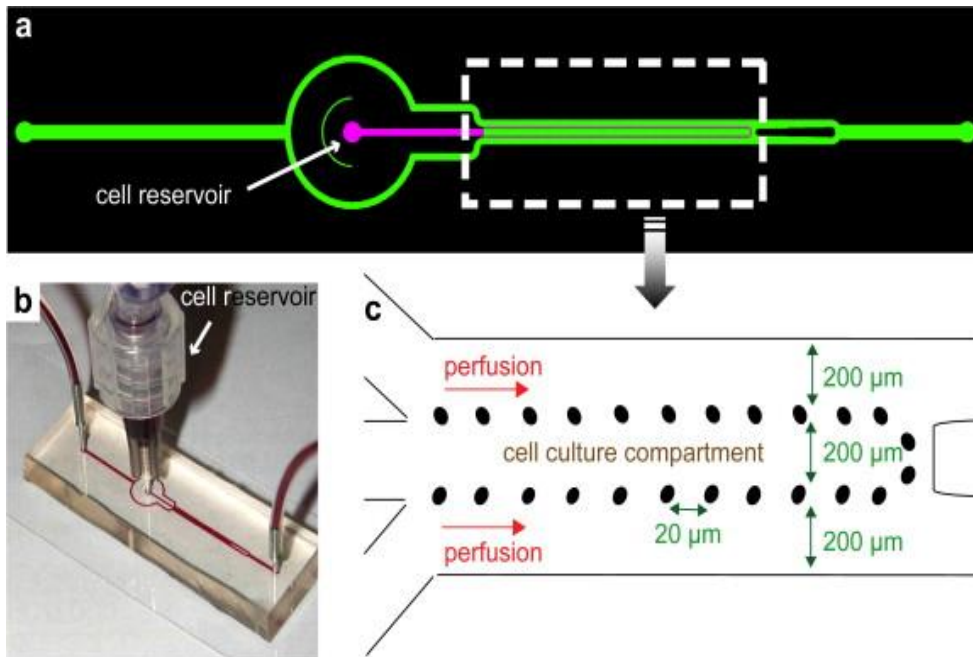 a
cell reservoir
b
cell reservoir
c
perfusion
200 µm
cell culture compartment
200 µm
20 µm
perfusion
200 µm